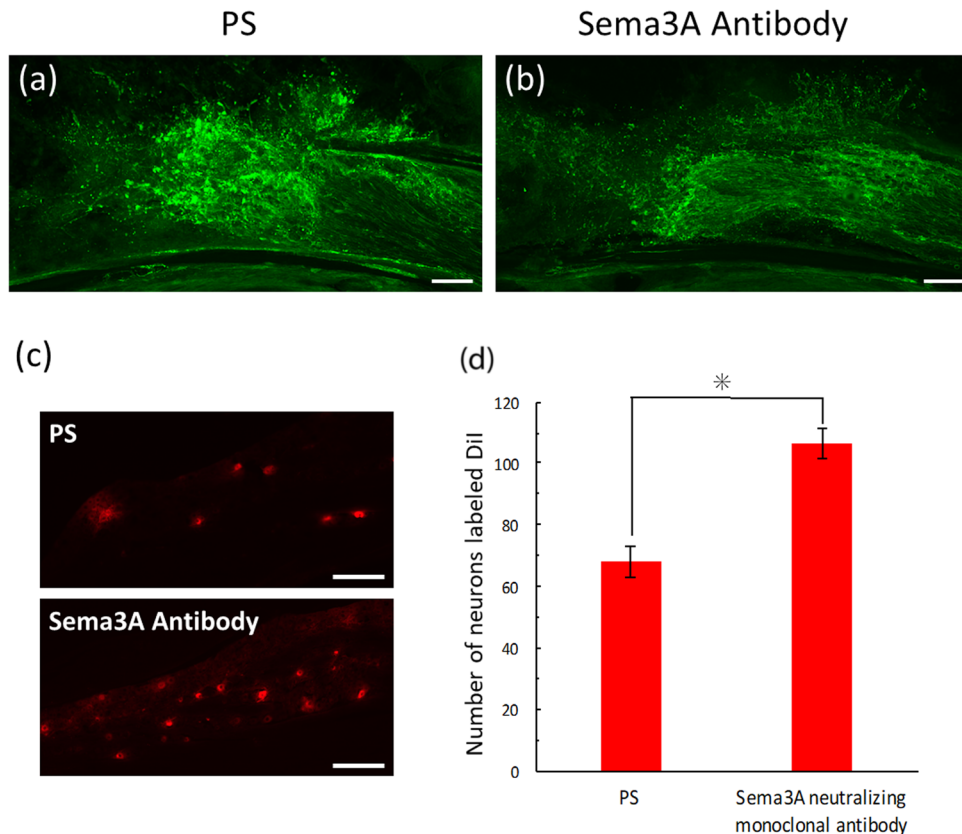 PS
Sema3A Antibody
(a)
(b)
(c)
(d)
PS
Sema3A Antibody
Number of neurons labeled DiI
120
100
80
60
40
20
0
*
PS
Sema3A neutralizing
monoclonal antibody